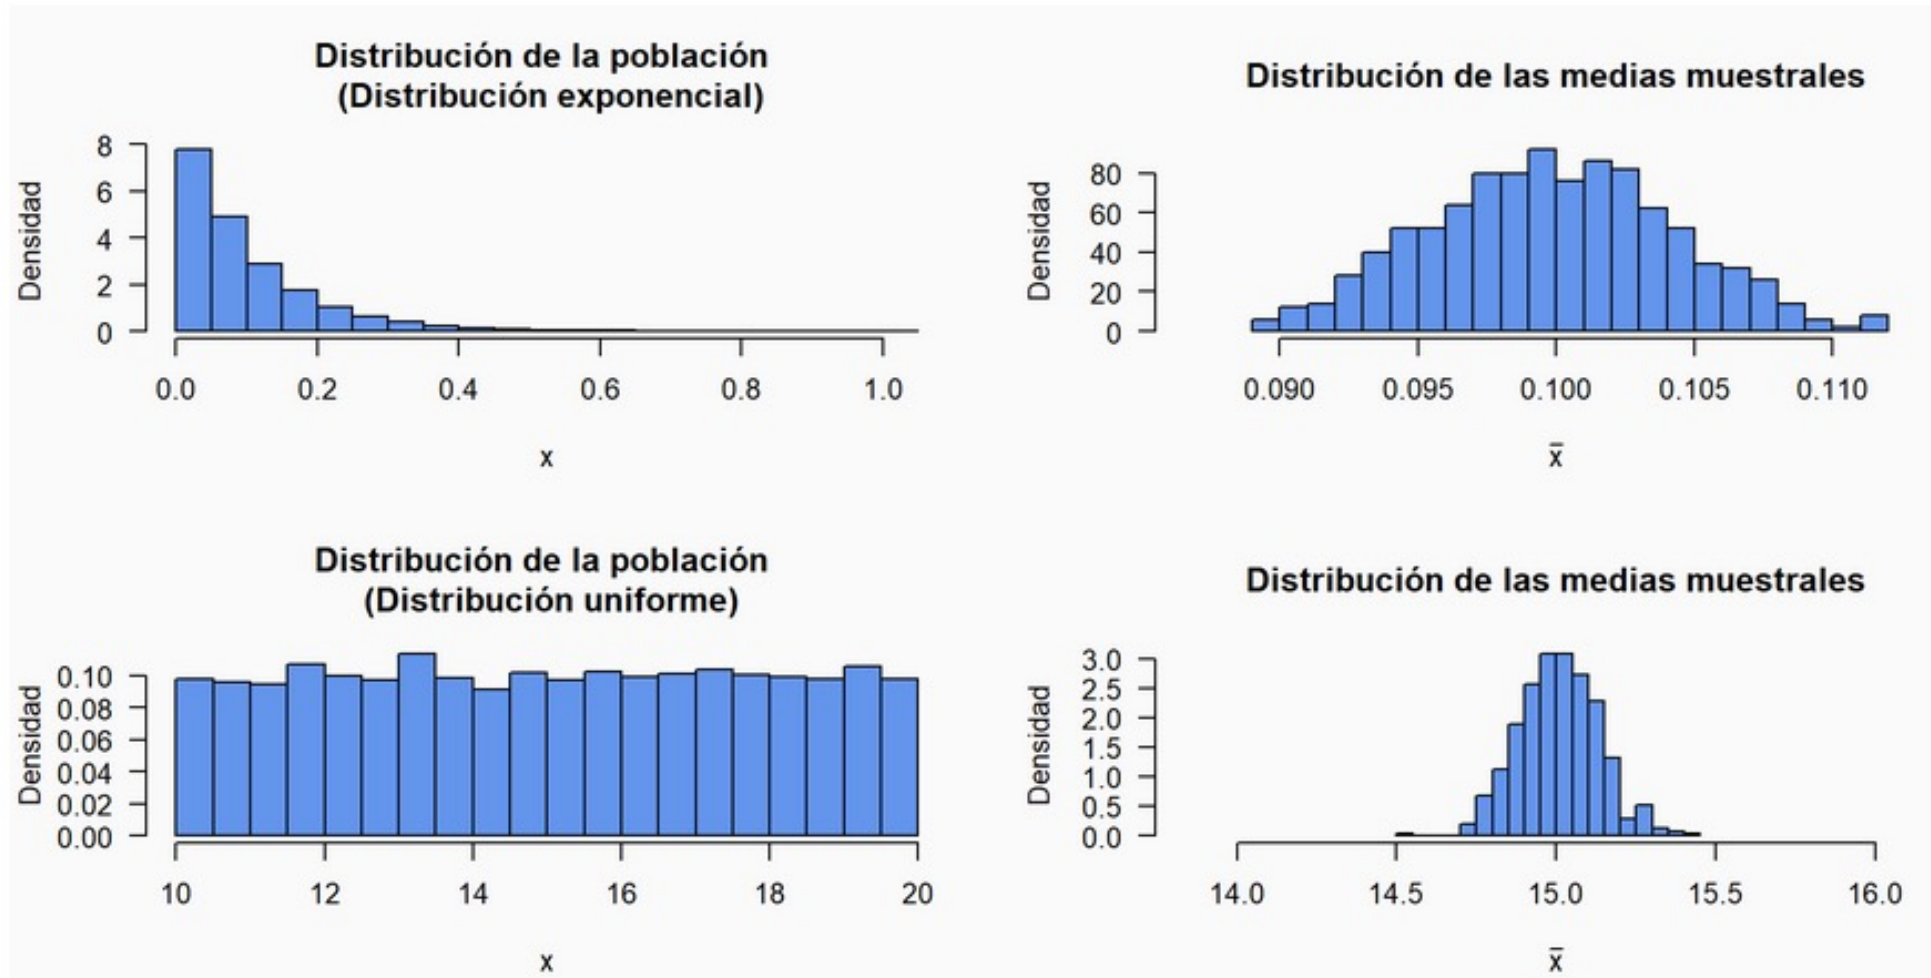 Distribución de la población
(Distribución exponencial)
Densidad
8
6
4
2
0
0.0 0.2 0.4 0.6 0.8 1.0
x
Distribución de las medias muestrales
Densidad
80
60
40
20
0
0.090 0.095 0.100 0.105 0.110
x̄
Distribución de la población
(Distribución uniforme)
Densidad
0.10
0.08
0.06
0.04
0.02
0.00
10 12 14 16 18 20
x
Distribución de las medias muestrales
Densidad
3.0
2.5
2.0
1.5
1.0
0.5
0.0
14.0 14.5 15.0 15.5 16.0
x̄